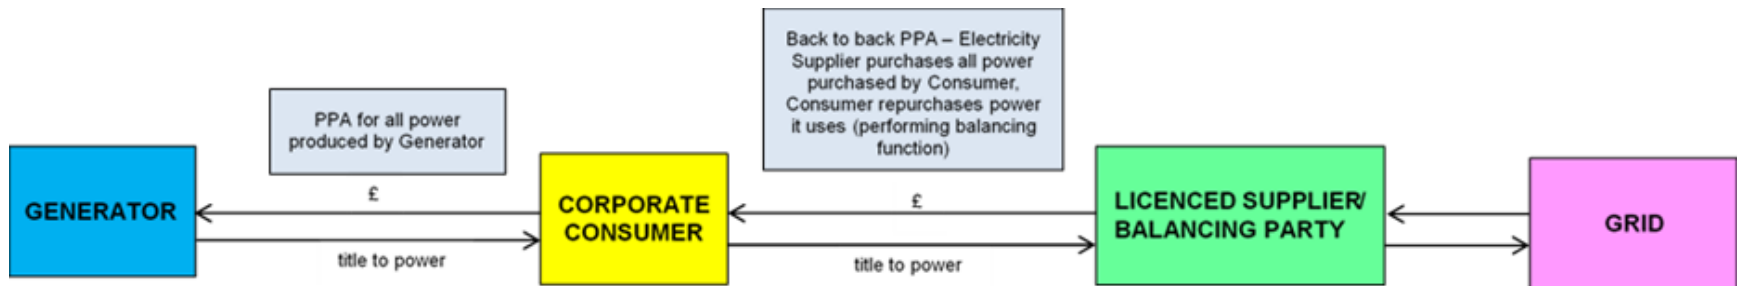 GENERATOR
PPA for all power
produced by Generator
£
title to power
CORPORATE
CONSUMER
Back to back PPA – Electricity
Supplier purchases all power
purchased by Consumer,
Consumer repurchases power
it uses (performing balancing
function)
£
title to power
LICENCED SUPPLIER/
BALANCING PARTY
GRID